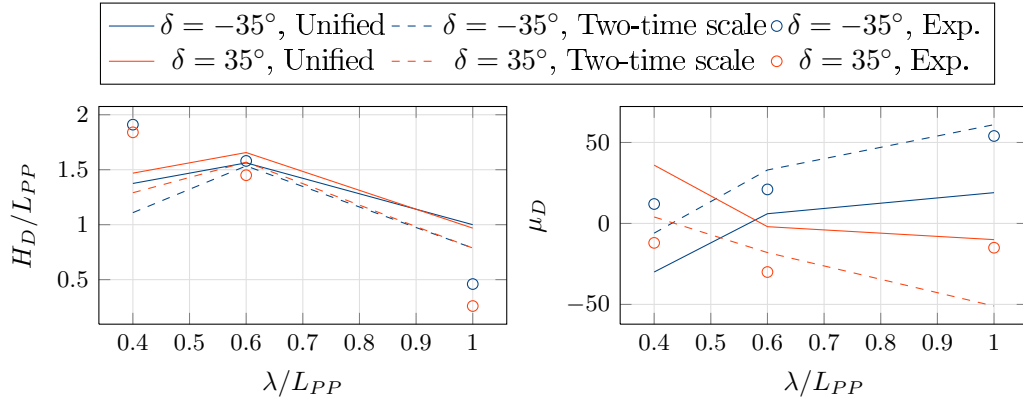 δ = −35°, Unified δ = −35°, Two-time scale δ = −35°, Exp.
δ = 35°, Unified δ = 35°, Two-time scale δ = 35°, Exp.
2
1.5
1
0.5
H_D/L_PP
0.4 0.5 0.6 0.7 0.8 0.9 1
λ/L_PP
50
0
−50
μ_D
0.4 0.5 0.6 0.7 0.8 0.9 1
λ/L_PP